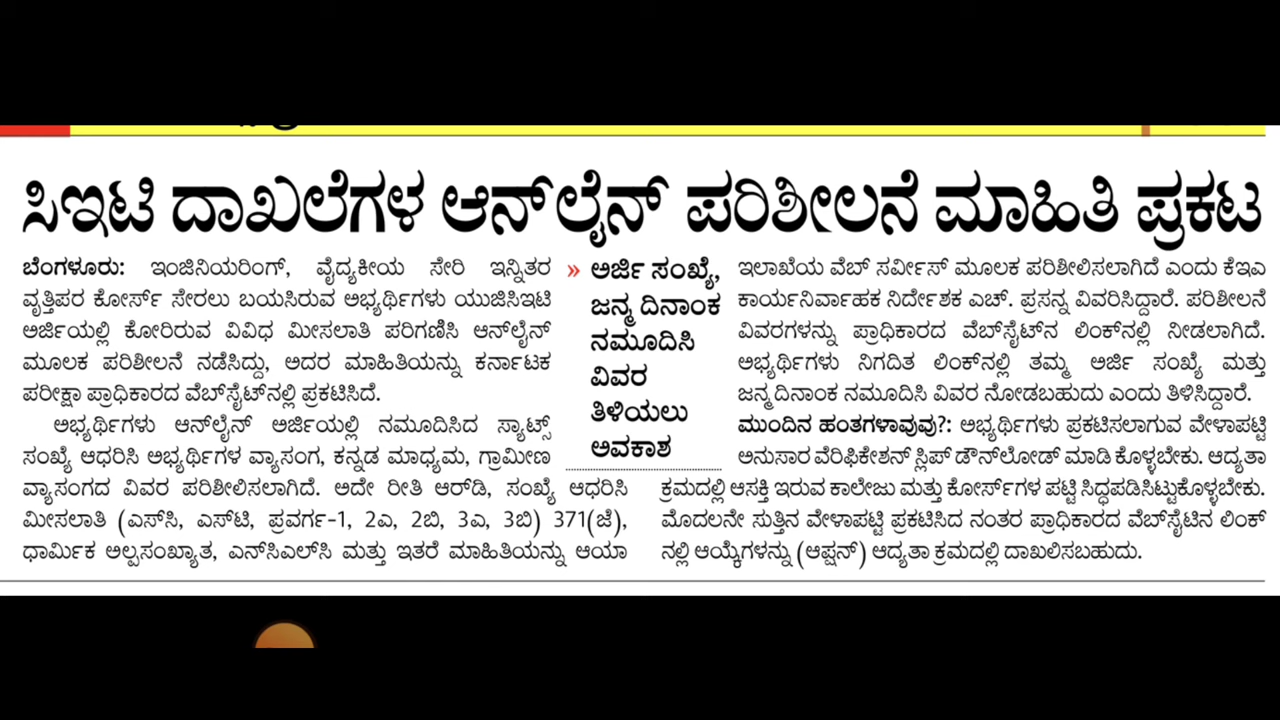 ಸಿಇಟಿ ದಾಖಲೆಗಳ ಆನ್‌ಲೈನ್ ಪರಿಶೀಲನೆ ಮಾಹಿತಿ ಪ್ರಕಟ
ಬೆಂಗಳೂರು: ಇಂಜಿನಿಯರಿಂಗ್, ವೈದ್ಯಕೀಯ ಸೇರಿ ಇನ್ನಿತರ
ವೃತ್ತಿಪರ ಕೋರ್ಸ್ ಸೇರಲು ಬಯಸಿರುವ ಅಭ್ಯರ್ಥಿಗಳು ಯುಜಿಸಿಇಟಿ
ಅರ್ಜಿಯಲ್ಲಿ ಕೋರಿರುವ ವಿವಿಧ ಮೀಸಲಾತಿ ಪರಿಗಣಿಸಿ ಆನ್‌ಲೈನ್
ಮೂಲಕ ಪರಿಶೀಲನೆ ನಡೆಸಿದ್ದು, ಅದರ ಮಾಹಿತಿಯನ್ನು ಕರ್ನಾಟಕ
ಪರೀಕ್ಷಾ ಪ್ರಾಧಿಕಾರದ ವೆಬ್‌ಸೈಟ್‌ನಲ್ಲಿ ಪ್ರಕಟಿಸಿದೆ.
ಅಭ್ಯರ್ಥಿಗಳು ಆನ್‌ಲೈನ್ ಅರ್ಜಿಯಲ್ಲಿ ನಮೂದಿಸಿದ ಸ್ಯಾಟ್ಸ್
ಸಂಖ್ಯೆ ಆಧರಿಸಿ ಅಭ್ಯರ್ಥಿಗಳ ವ್ಯಾಸಂಗ, ಕನ್ನಡ ಮಾಧ್ಯಮ, ಗ್ರಾಮೀಣ
ವ್ಯಾಸಂಗದ ವಿವರ ಪರಿಶೀಲಿಸಲಾಗಿದೆ. ಅದೇ ರೀತಿ ಆರ್‌ಡಿ, ಸಂಖ್ಯೆ ಆಧರಿಸಿ
ಮೀಸಲಾತಿ (ಎಸ್‌ಸಿ, ಎಸ್‌ಟಿ, ಪ್ರವರ್ಗ-1, 2ಎ, 2ಬಿ, 3ಎ, 3ಬಿ) 371(ಜೆ),
ಧಾರ್ಮಿಕ ಅಲ್ಪಸಂಖ್ಯಾತ, ಎನ್‌ಸಿಎಲ್‌ಸಿ ಮತ್ತು ಇತರೆ ಮಾಹಿತಿಯನ್ನು ಆಯಾ
» ಅರ್ಜಿ ಸಂಖ್ಯೆ,
ಜನ್ಮ ದಿನಾಂಕ
ನಮೂದಿಸಿ
ವಿವರ
ತಿಳಿಯಲು
ಅವಕಾಶ
ಇಲಾಖೆಯ ವೆಬ್ ಸರ್ವೀಸ್ ಮೂಲಕ ಪರಿಶೀಲಿಸಲಾಗಿದೆ ಎಂದು ಕೆಇಎ
ಕಾರ್ಯನಿರ್ವಾಹಕ ನಿರ್ದೇಶಕ ಎಚ್. ಪ್ರಸನ್ನ ವಿವರಿಸಿದ್ದಾರೆ. ಪರಿಶೀಲನೆ
ವಿವರಗಳನ್ನು ಪ್ರಾಧಿಕಾರದ ವೆಬ್‌ಸೈಟ್‌ನ ಲಿಂಕ್‌ನಲ್ಲಿ ನೀಡಲಾಗಿದೆ.
ಅಭ್ಯರ್ಥಿಗಳು ನಿಗದಿತ ಲಿಂಕ್‌ನಲ್ಲಿ ತಮ್ಮ ಅರ್ಜಿ ಸಂಖ್ಯೆ ಮತ್ತು
ಜನ್ಮ ದಿನಾಂಕ ನಮೂದಿಸಿ ವಿವರ ನೋಡಬಹುದು ಎಂದು ತಿಳಿಸಿದ್ದಾರೆ.
ಮುಂದಿನ ಹಂತಗಳಾವುವು?: ಅಭ್ಯರ್ಥಿಗಳು ಪ್ರಕಟಿಸಲಾಗುವ ವೇಳಾಪಟ್ಟಿ
ಅನುಸಾರ ವೆರಿಫಿಕೇಶನ್ ಸ್ಲಿಪ್ ಡೌನ್‌ಲೋಡ್ ಮಾಡಿ ಕೊಳ್ಳಬೇಕು. ಆದ್ಯತಾ
ಕ್ರಮದಲ್ಲಿ ಆಸಕ್ತಿ ಇರುವ ಕಾಲೇಜು ಮತ್ತು ಕೋರ್ಸ್‌ಗಳ ಪಟ್ಟಿ ಸಿದ್ಧಪಡಿಸಿಟ್ಟುಕೊಳ್ಳಬೇಕು.
ಮೊದಲನೇ ಸುತ್ತಿನ ವೇಳಾಪಟ್ಟಿ ಪ್ರಕಟಿಸಿದ ನಂತರ ಪ್ರಾಧಿಕಾರದ ವೆಬ್‌ಸೈಟಿನ ಲಿಂಕ್
ನಲ್ಲಿ ಆಯ್ಕೆಗಳನ್ನು (ಆಪ್ಷನ್) ಆದ್ಯತಾ ಕ್ರಮದಲ್ಲಿ ದಾಖಲಿಸಬಹುದು.